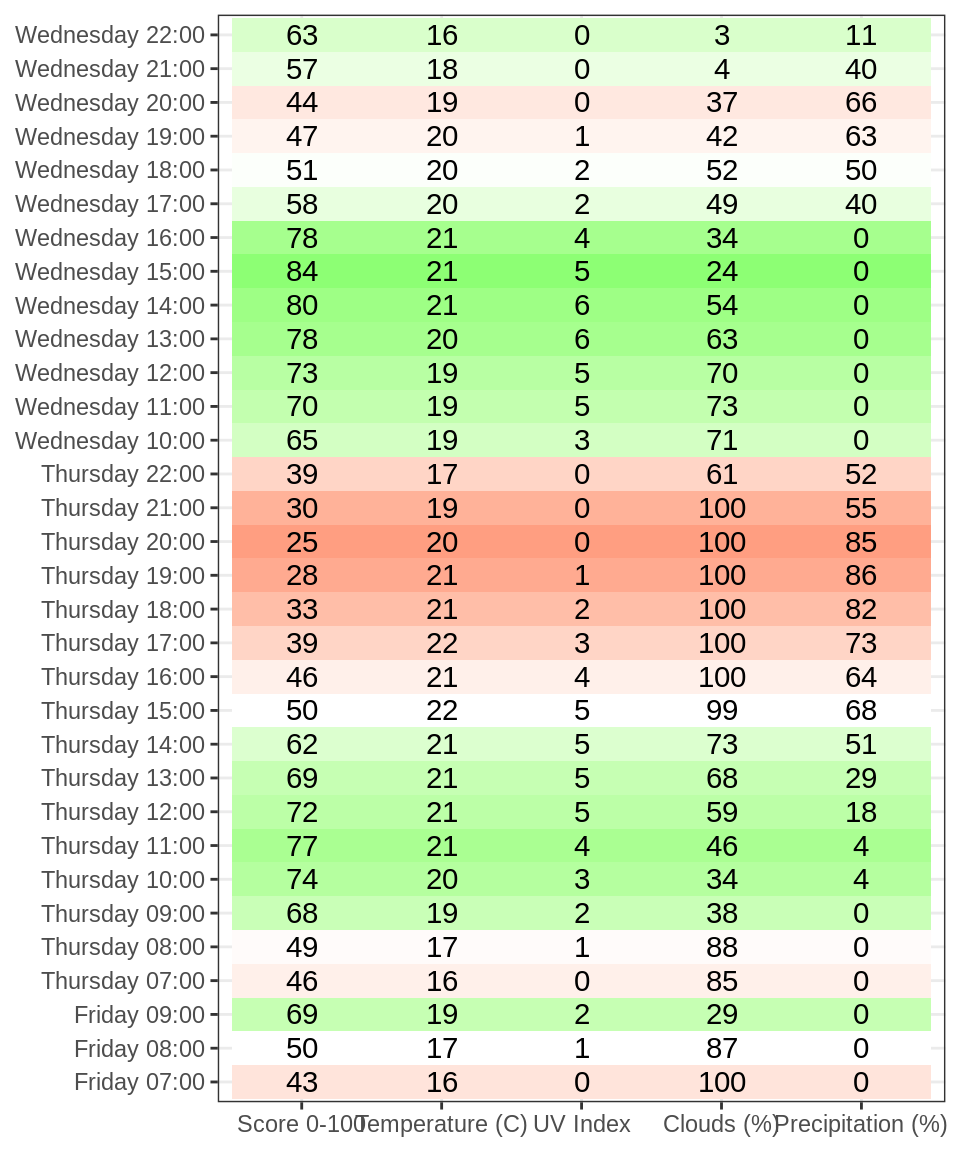 Wednesday 22:00 63 16 0 3 11
Wednesday 21:00 57 18 0 4 40
Wednesday 20:00 44 19 0 37 66
Wednesday 19:00 47 20 1 42 63
Wednesday 18:00 51 20 2 52 50
Wednesday 17:00 58 20 2 49 40
Wednesday 16:00 78 21 4 34 0
Wednesday 15:00 84 21 5 24 0
Wednesday 14:00 80 21 6 54 0
Wednesday 13:00 78 20 6 63 0
Wednesday 12:00 73 19 5 70 0
Wednesday 11:00 70 19 5 73 0
Wednesday 10:00 65 19 3 71 0
Thursday 22:00 39 17 0 61 52
Thursday 21:00 30 19 0 100 55
Thursday 20:00 25 20 0 100 85
Thursday 19:00 28 21 1 100 86
Thursday 18:00 33 21 2 100 82
Thursday 17:00 39 22 3 100 73
Thursday 16:00 46 21 4 100 64
Thursday 15:00 50 22 5 99 68
Thursday 14:00 62 21 5 73 51
Thursday 13:00 69 21 5 68 29
Thursday 12:00 72 21 5 59 18
Thursday 11:00 77 21 4 46 4
Thursday 10:00 74 20 3 34 4
Thursday 09:00 68 19 2 38 0
Thursday 08:00 49 17 1 88 0
Thursday 07:00 46 16 0 85 0
Friday 09:00 69 19 2 29 0
Friday 08:00 50 17 1 87 0
Friday 07:00 43 16 0 100 0
Score 0-100 Temperature (C) UV Index Clouds (%) Precipitation (%)